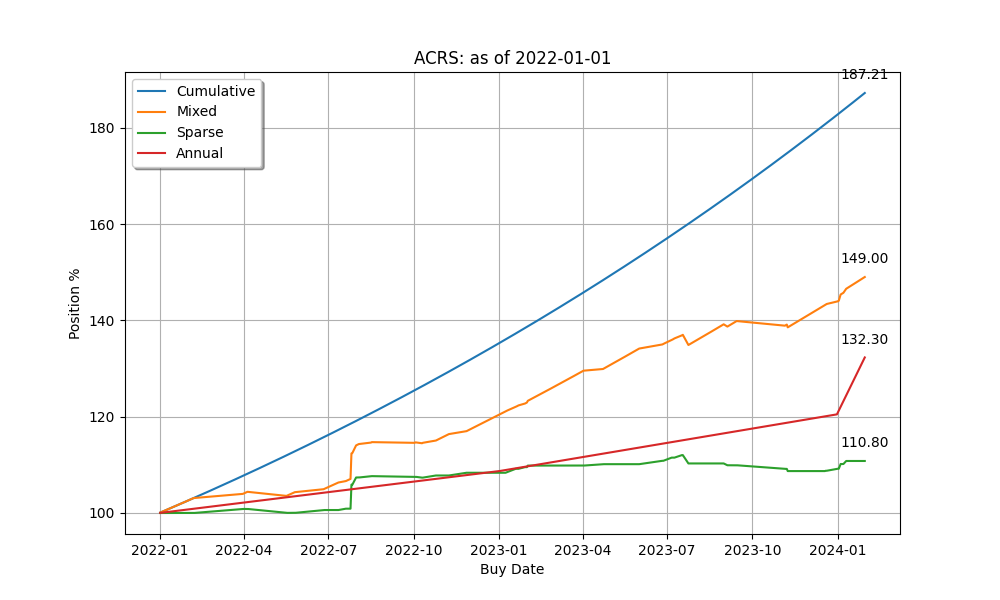 ACRS: as of 2022-01-01
187.21
Cumulative
Mixed
Sparse
Annual
180
160
149.00
140
132.30
120
110.80
100
Position %
2022-01 2022-04 2022-07 2022-10 2023-01 2023-04 2023-07 2023-10 2024-01
Buy Date